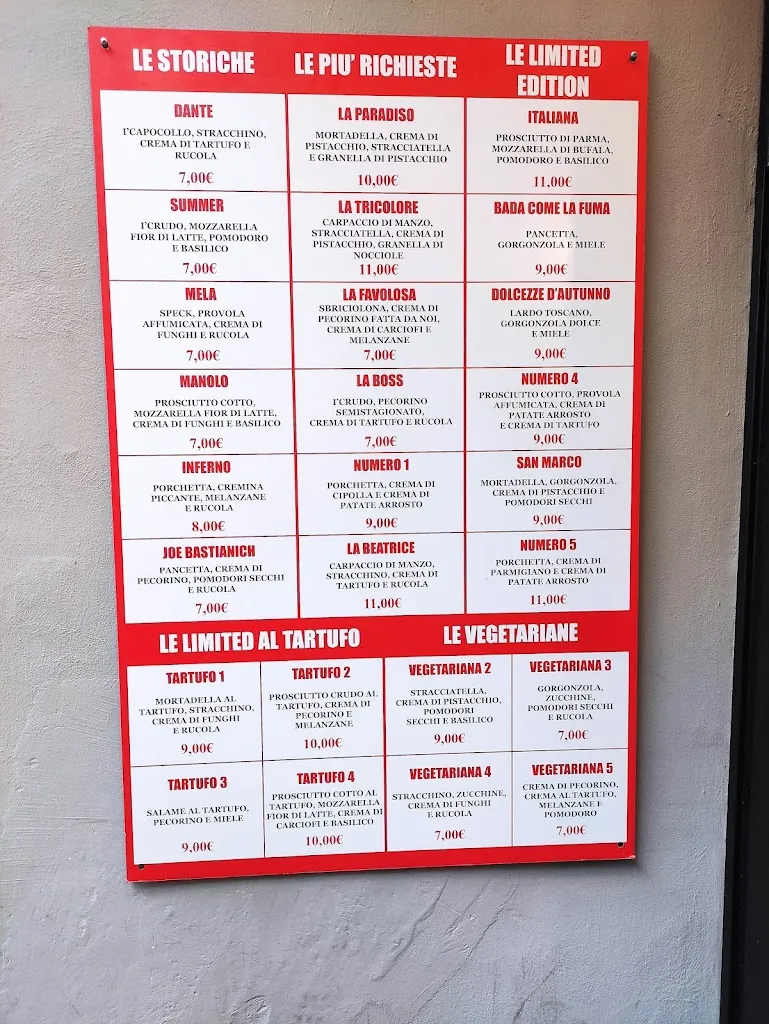 LE STORICHE
DANTE
I'CAPOCOLLO, STRACCHINO,
CREMA DI TARTUFO E
RUCOLA
7,00€
SUMMER
I'CRUDO, MOZZARELLA
FIOR DI LATTE, POMODORO
E BASILICO
7,00€
MELA
SPECK, PROVOLA
AFFUMICATA, CREMA DI
FUNGHI E RUCOLA
7,00€
MANOLO
PROSCIUTTO COTTO,
MOZZARELLA FIOR DI LATTE,
CREMA DI FUNGHI E BASILICO
7,00€
INFERNO
PORCHETTA, CREMINA
PICCANTE, MELANZANE
E RUCOLA
8,00€
JOE BASTIANICH
PANCETTA, CREMA DI
PECORINO, POMODORI SECCHI
E RUCOLA
7,00€
LE PIU' RICHIESTE
LA PARADISO
MORTADELLA, CREMA DI
PISTACCHIO, STRACCIATELLA
E GRANELLA DI PISTACCHIO
10,00€
LA TRICOLORE
CARPACCIO DI MANZO,
STRACCIATELLA, CREMA DI
PISTACCHIO, GRANELLA DI
NOCCIOLE
11,00€
LA FAVOLOSA
SBRICIOLONA, CREMA DI
PECORINO FATTA DA NOI,
CREMA DI CARCIOFI E
MELANZANE
7,00€
LA BOSS
I'CRUDO, PECORINO
SEMISTAGIONATO,
CREMA DI TARTUFO E RUCOLA
7,00€
NUMERO 1
PORCHETTA, CREMA DI
CIPOLLA E CREMA DI
PATATE ARROSTO
9,00€
LA BEATRICE
CARPACCIO DI MANZO,
STRACCHINO, CREMA DI
TARTUFO E RUCOLA
11,00€
LE LIMITED
EDITION
ITALIANA
PROSCIUTTO DI PARMA,
MOZZARELLA DI BUFALA,
POMODORO E BASILICO
11,00€
BADA COME LA FUMA
PANCETTA,
GORGONZOLA E MIELE
9,00€
DOLCEZZE D'AUTUNNO
LARDO TOSCANO,
GORGONZOLA DOLCE
E MIELE
9,00€
NUMERO 4
PROSCIUTTO COTTO, PROVOLA
AFFUMICATA, CREMA DI
PATATE ARROSTO
E CREMA DI TARTUFO
9,00€
SAN MARCO
MORTADELLA, GORGONZOLA,
CREMA DI PISTACCHIO E
POMODORI SECCHI
9,00€
NUMERO 5
PORCHETTA, CREMA DI
PARMIGIANO E CREMA DI
PATATE ARROSTO
11,00€
LE LIMITED AL TARTUFO
TARTUFO 1
MORTADELLA AL
TARTUFO, STRACCHINO,
CREMA DI FUNGHI
E RUCOLA
9,00€
TARTUFO 2
PROSCIUTTO CRUDO AL
TARTUFO, CREMA DI
PECORINO E
MELANZANE
10,00€
TARTUFO 3
SALAME AL TARTUFO,
PECORINO E MIELE
9,00€
TARTUFO 4
PROSCIUTTO COTTO AL
TARTUFO, MOZZARELLA
FIOR DI LATTE, CREMA DI
CARCIOFI E BASILICO
10,00€
LE VEGETARIANE
VEGETARIANA 2
STRACCIATELLA,
CREMA DI PISTACCHIO,
POMODORI
SECCHI E BASILICO
9,00€
VEGETARIANA 3
GORGONZOLA,
ZUCCHINE,
POMODORI SECCHI
E RUCOLA
7,00€
VEGETARIANA 4
STRACCHINO, ZUCCHINE,
CREMA DI FUNGHI
E RUCOLA
7,00€
VEGETARIANA 5
CREMA DI PECORINO,
CREMA AL TARTUFO,
MELANZANE E
POMODORO
7,00€